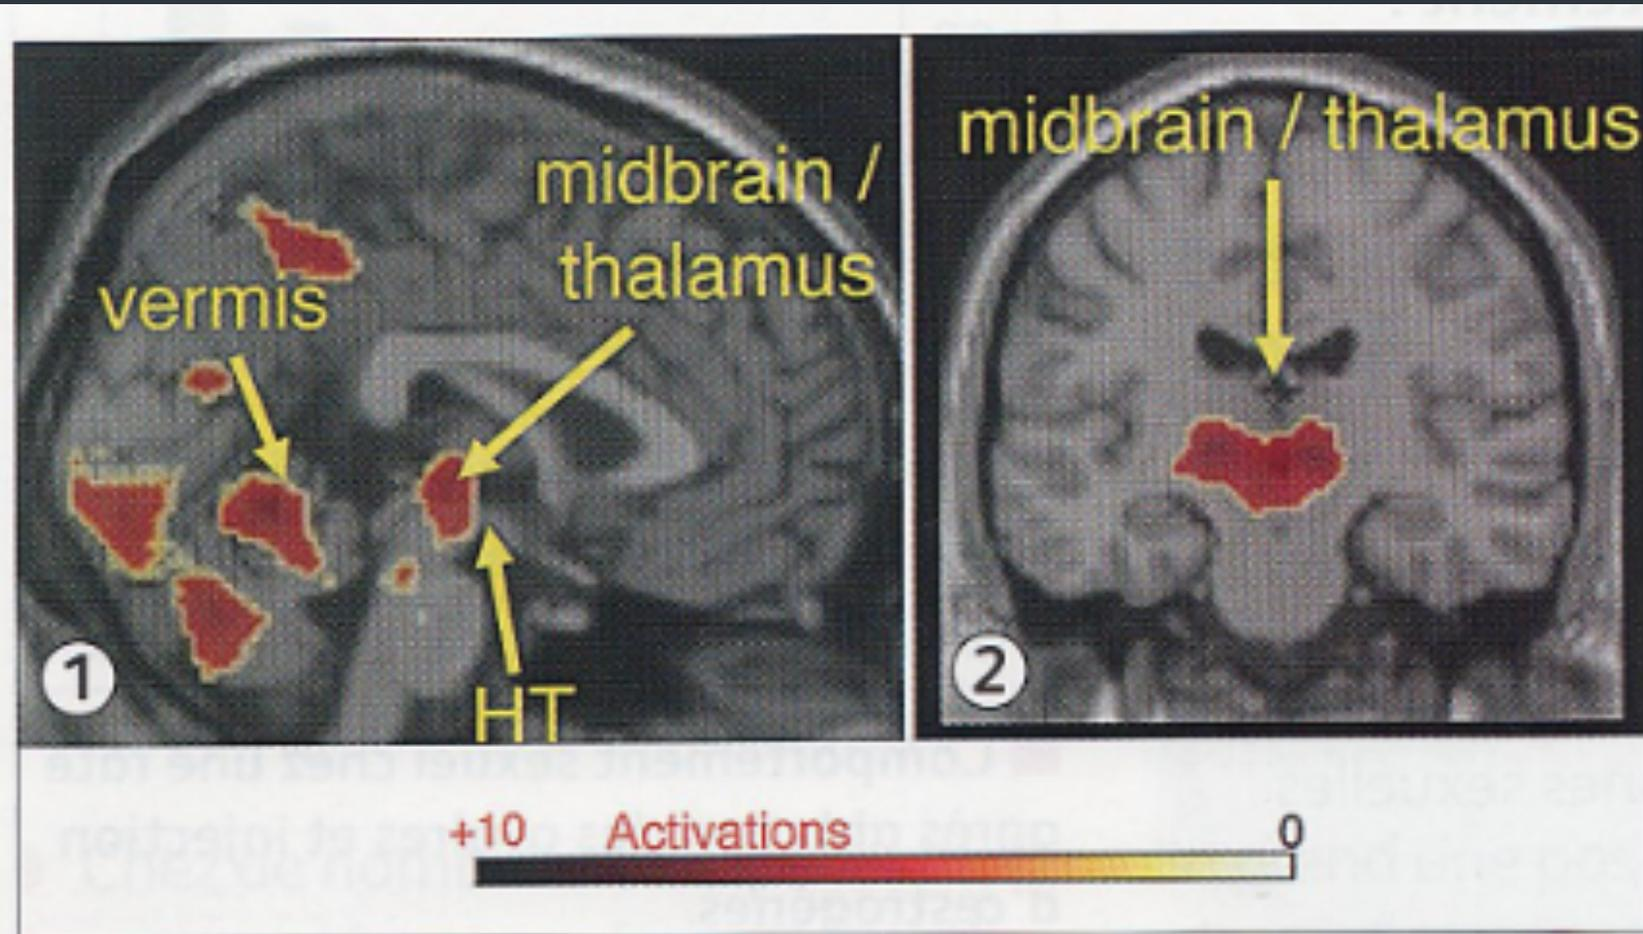 midbrain /
thalamus
vermis
HT
1
midbrain / thalamus
2
+10 Activations 0